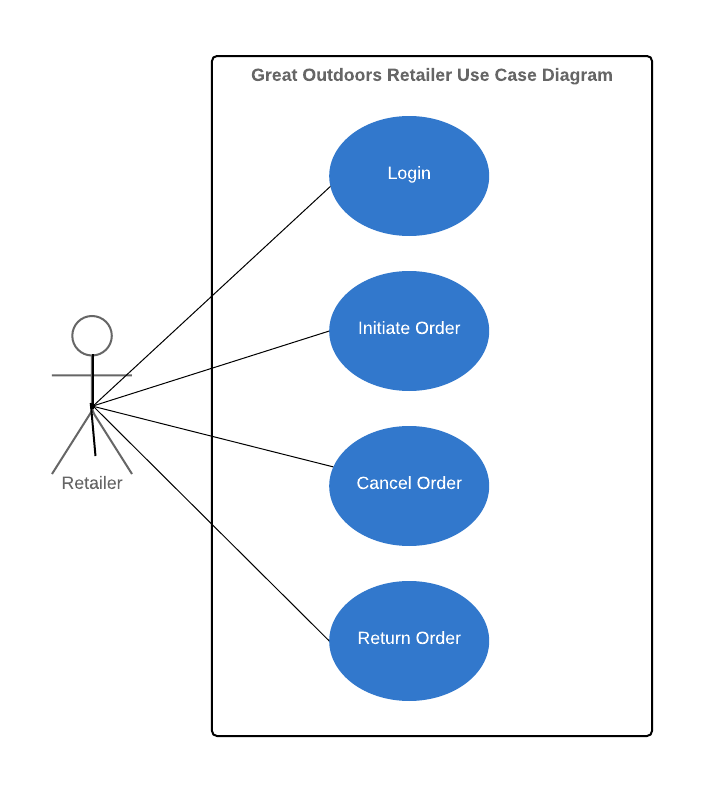 Great Outdoors Retailer Use Case Diagram
Login
Initiate Order
Cancel Order
Retailer
Return Order